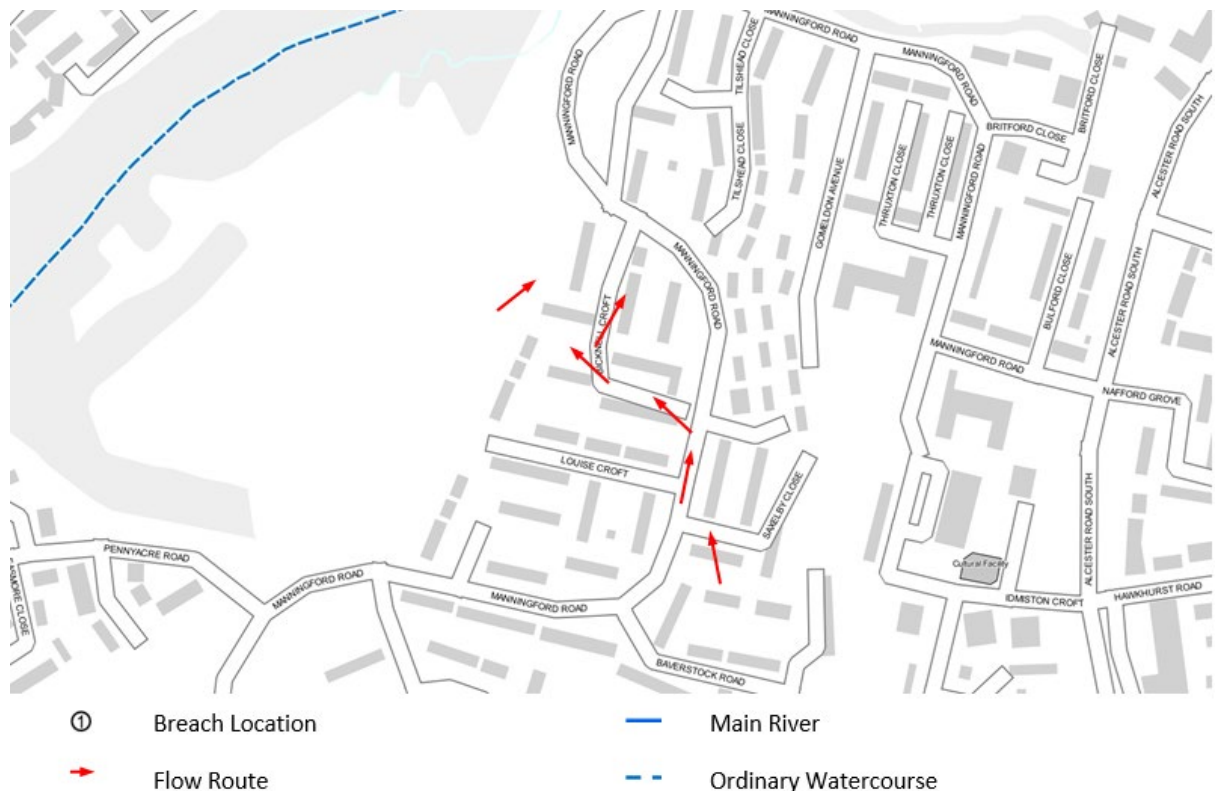 MANNINGFORD ROAD
TILSHEAD CLOSE
MANNINGFORD ROAD
BRITFORD CLOSE
MANNINGFORD ROAD
BRITFORD CLOSE
ALCESTER ROAD SOUTH
TILSHEAD CLOSE
GOMELDON AVENUE
THRUXTON CLOSE
THRUXTON CLOSE
MANNINGFORD ROAD
MANNINGFORD ROAD
BULFORD CLOSE
ALCESTER ROAD SOUTH
MANNINGFORD ROAD
NAFFORD GROVE
LOUISE CROFT
SAXELBY CLOSE
ALCESTER ROAD SOUTH
PENNYACRE ROAD
MANNINGFORD ROAD
MANNINGFORD ROAD
Cultural Facility
IDMISTON CROFT
HAWKHURST ROAD
BAVERSTOCK ROAD
1 Breach Location
Main River
Flow Route
Ordinary Watercourse